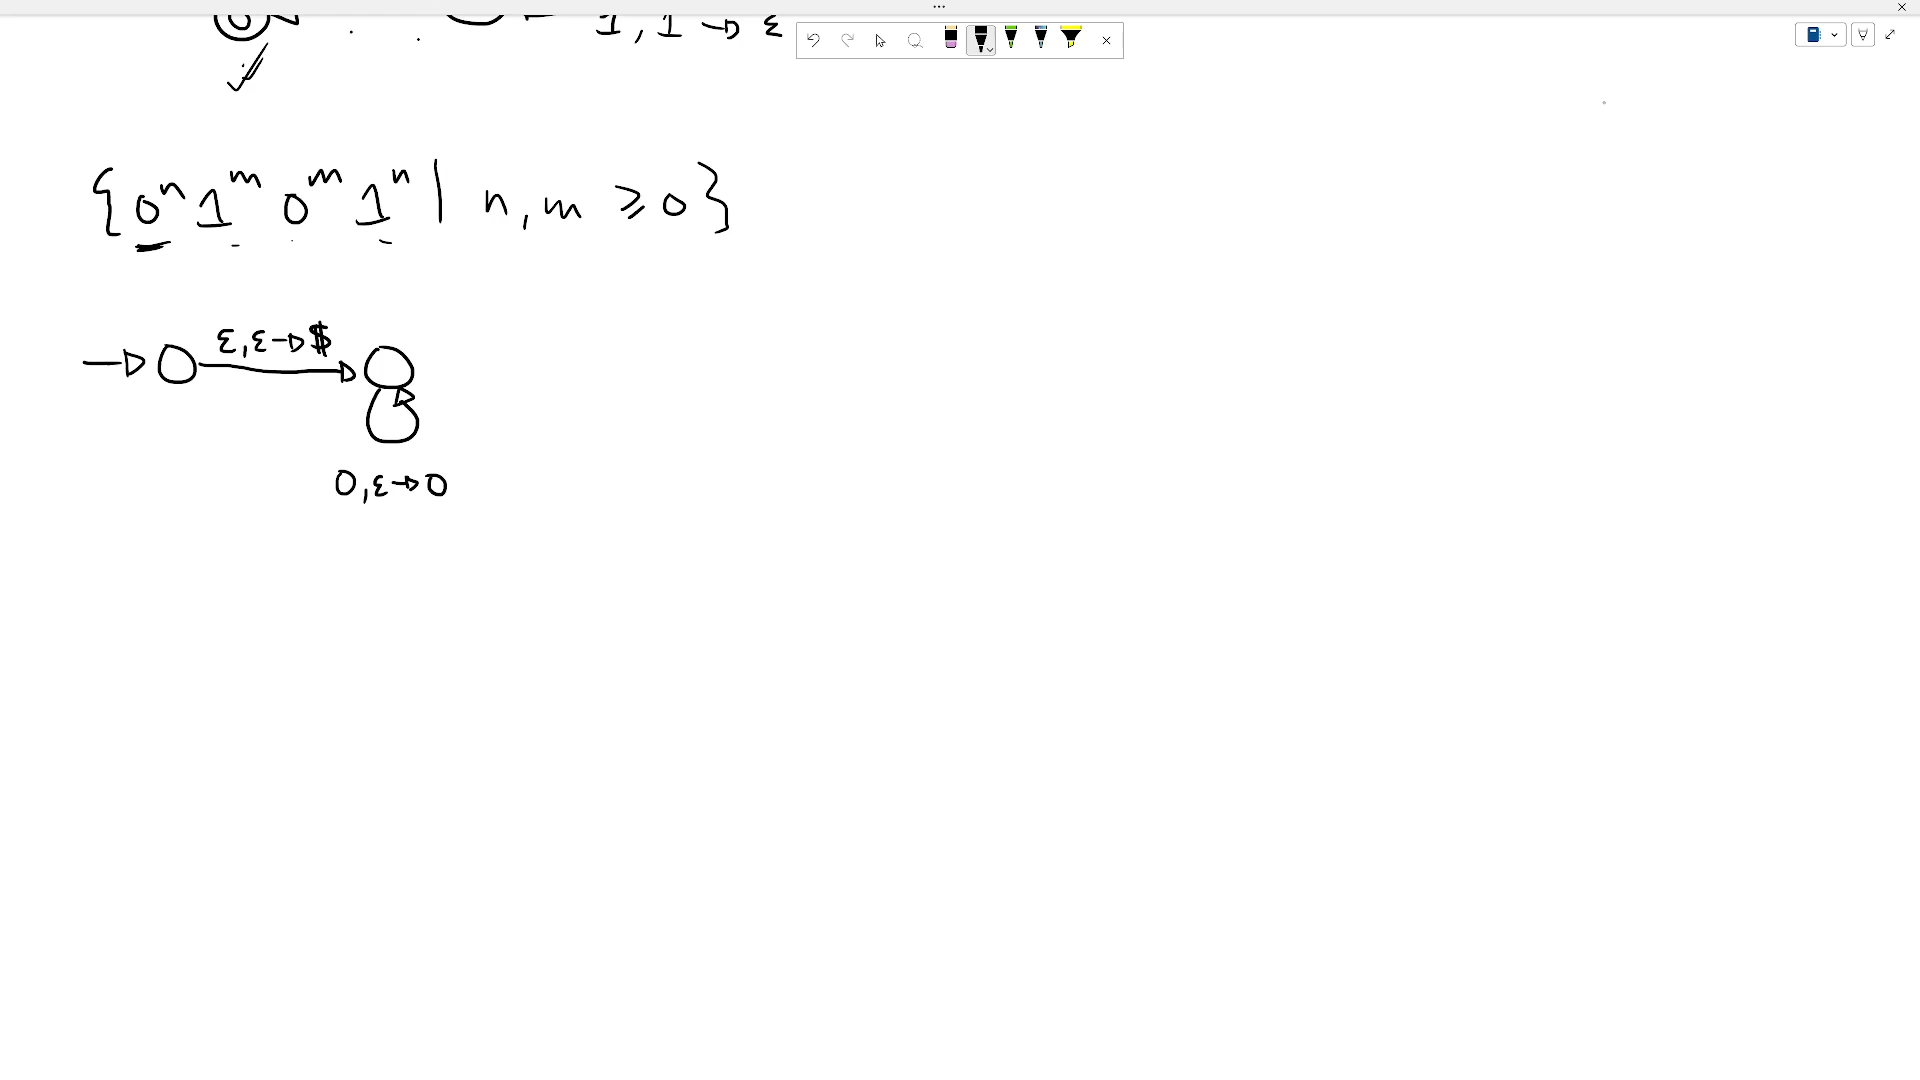 1, 1 → ε
{0ⁿ 1ᵐ 0ᵐ 1ⁿ | n, m ≥ 0}
ε, ε → $
0, ε → 0